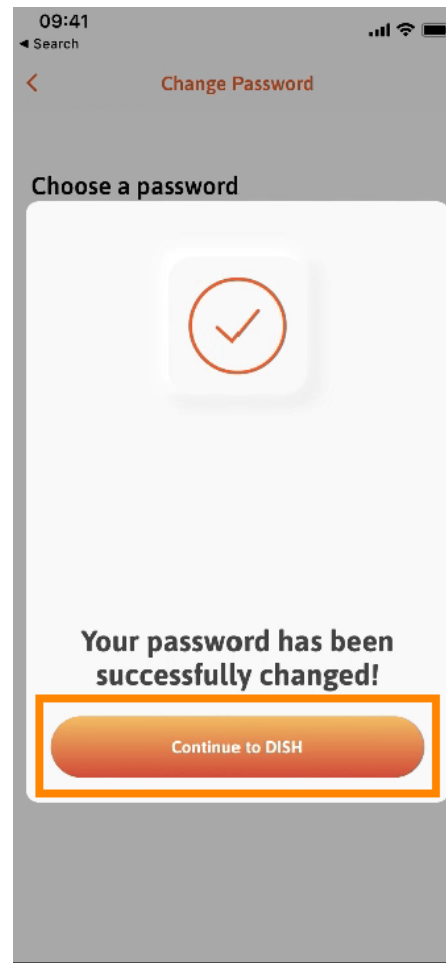 09:41
◀ Search
Change Password
Choose a password
Your password has been
successfully changed!
Continue to DISH